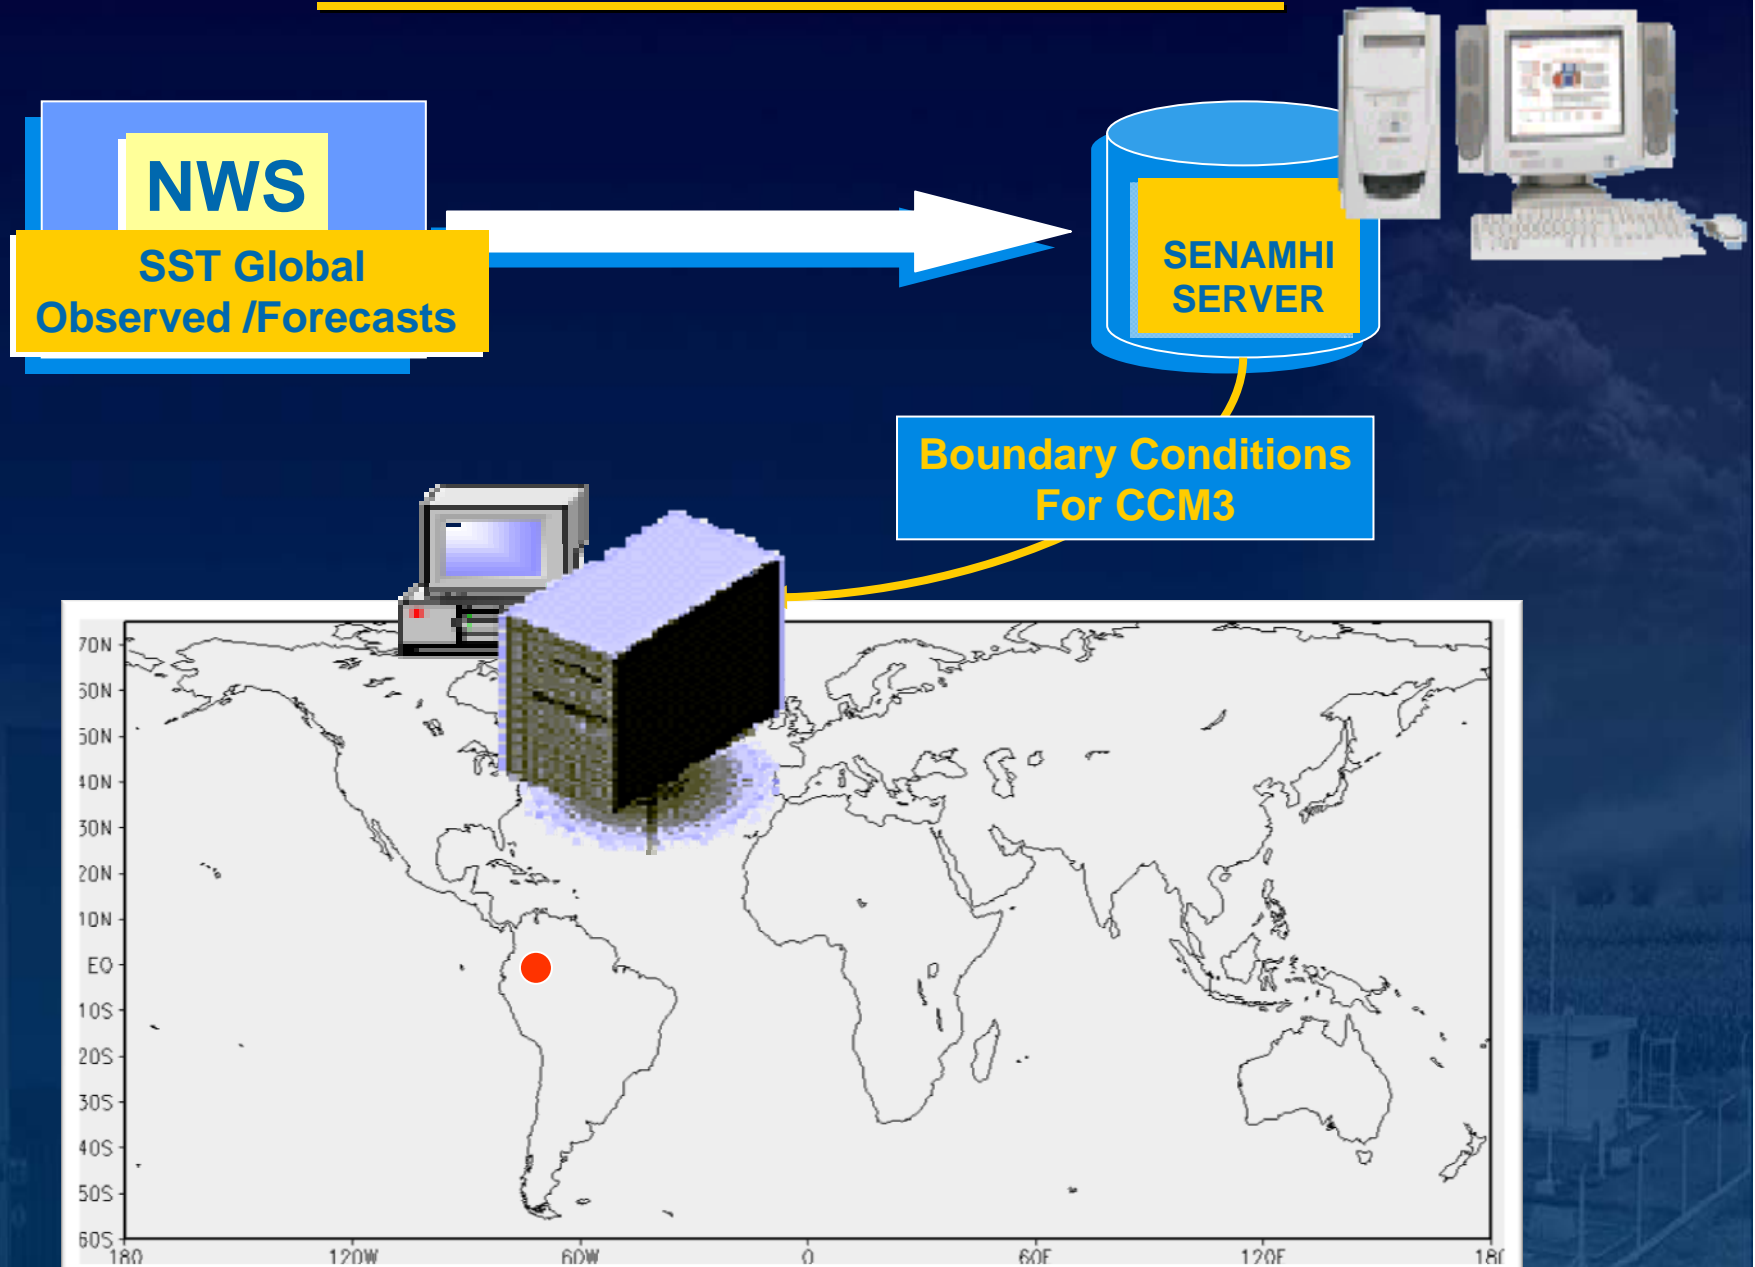 NWS
SST Global
Observed /Forecasts
SENAMHI
SERVER
Boundary Conditions
For CCM3
70N
60N
50N
40N
30N
20N
10N
EQ
10S
20S
30S
40S
50S
60S
180 120W 60W 0 60E 120E 180